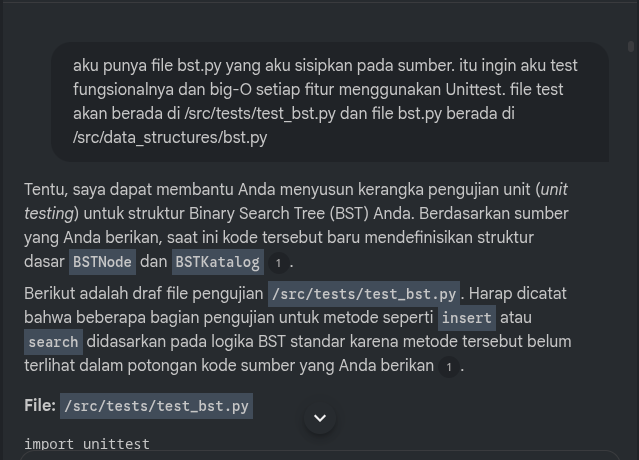 aku punya file bst.py yang aku sisipkan pada sumber. itu ingin aku test
fungsionalnya dan big-O setiap fitur menggunakan Unittest. file test
akan berada di /src/tests/test_bst.py dan file bst.py berada di
/src/data_structures/bst.py
Tentu, saya dapat membantu Anda menyusun kerangka pengujian unit (unit
testing) untuk struktur Binary Search Tree (BST) Anda. Berdasarkan sumber
yang Anda berikan, saat ini kode tersebut baru mendefinisikan struktur
dasar BSTNode dan BSTKatalog 1 .
Berikut adalah draf file pengujian /src/tests/test_bst.py . Harap dicatat
bahwa beberapa bagian pengujian untuk metode seperti insert atau
search didasarkan pada logika BST standar karena metode tersebut belum
terlihat dalam potongan kode sumber yang Anda berikan 1 .
File: /src/tests/test_bst.py
import unittest